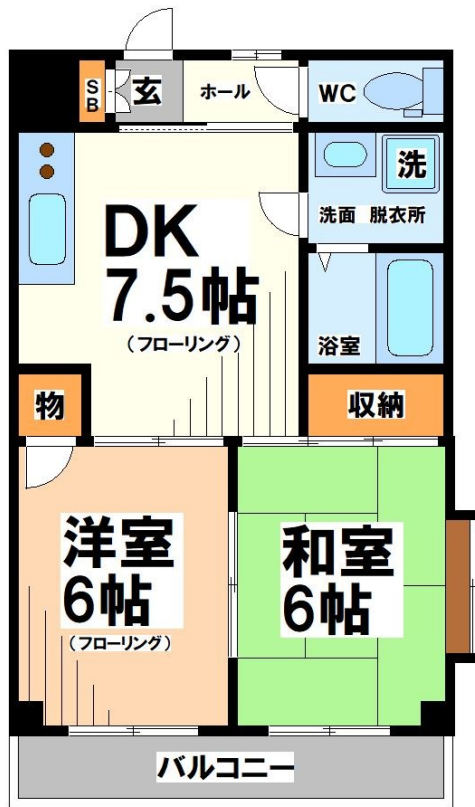 SB
玄
ホール
WC
洗
洗面 脱衣所
DK
7.5帖
(フローリング)
浴室
物
収納
洋室
6帖
(フローリング)
和室
6帖
バルコニー